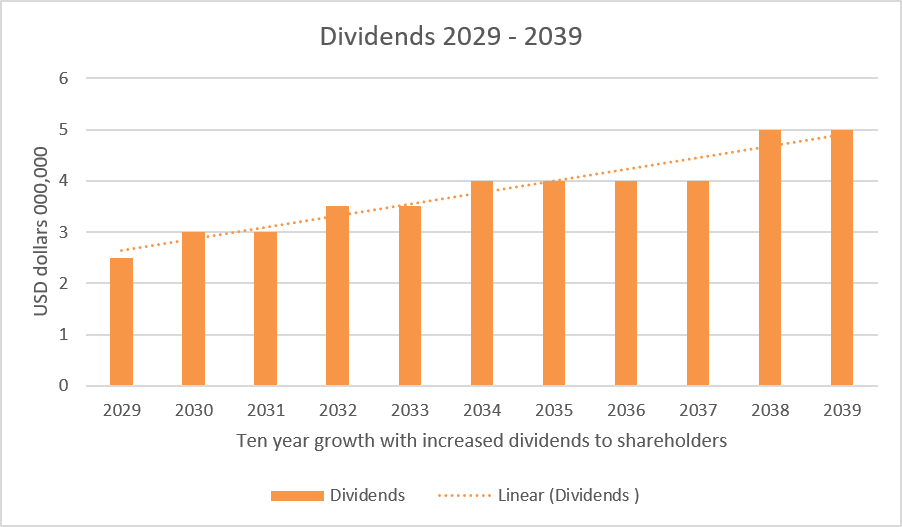 Dividends 2029 - 2039
USD dollars 000,000
6
5
4
3
2
1
0
2029 2030 2031 2032 2033 2034 2035 2036 2037 2038 2039
Ten year growth with increased dividends to shareholders
Dividends Linear (Dividends )